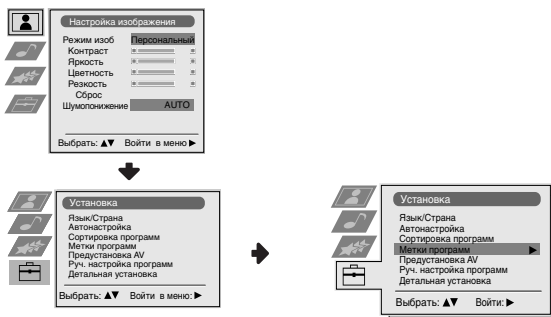 Настройка изображения
Режим изоб Персональный
Контраст
Яркость
Цветность
Резкость
Сброс
Шумопонижение AUTO
Выбрать: ▲▼ Войти в меню ▶
Установка
Язык/Страна
Автонастройка
Сортировка программ
Метки программ
Предустановка AV
Руч. настройка программ
Детальная установка
Выбрать: ▲▼ Войти в меню: ▶
Установка
Язык/Страна
Автонастройка
Сортировка программ
Метки программ ▶
Предустановка AV
Руч. настройка программ
Детальная установка
Выбрать: ▲▼ Войти: ▶